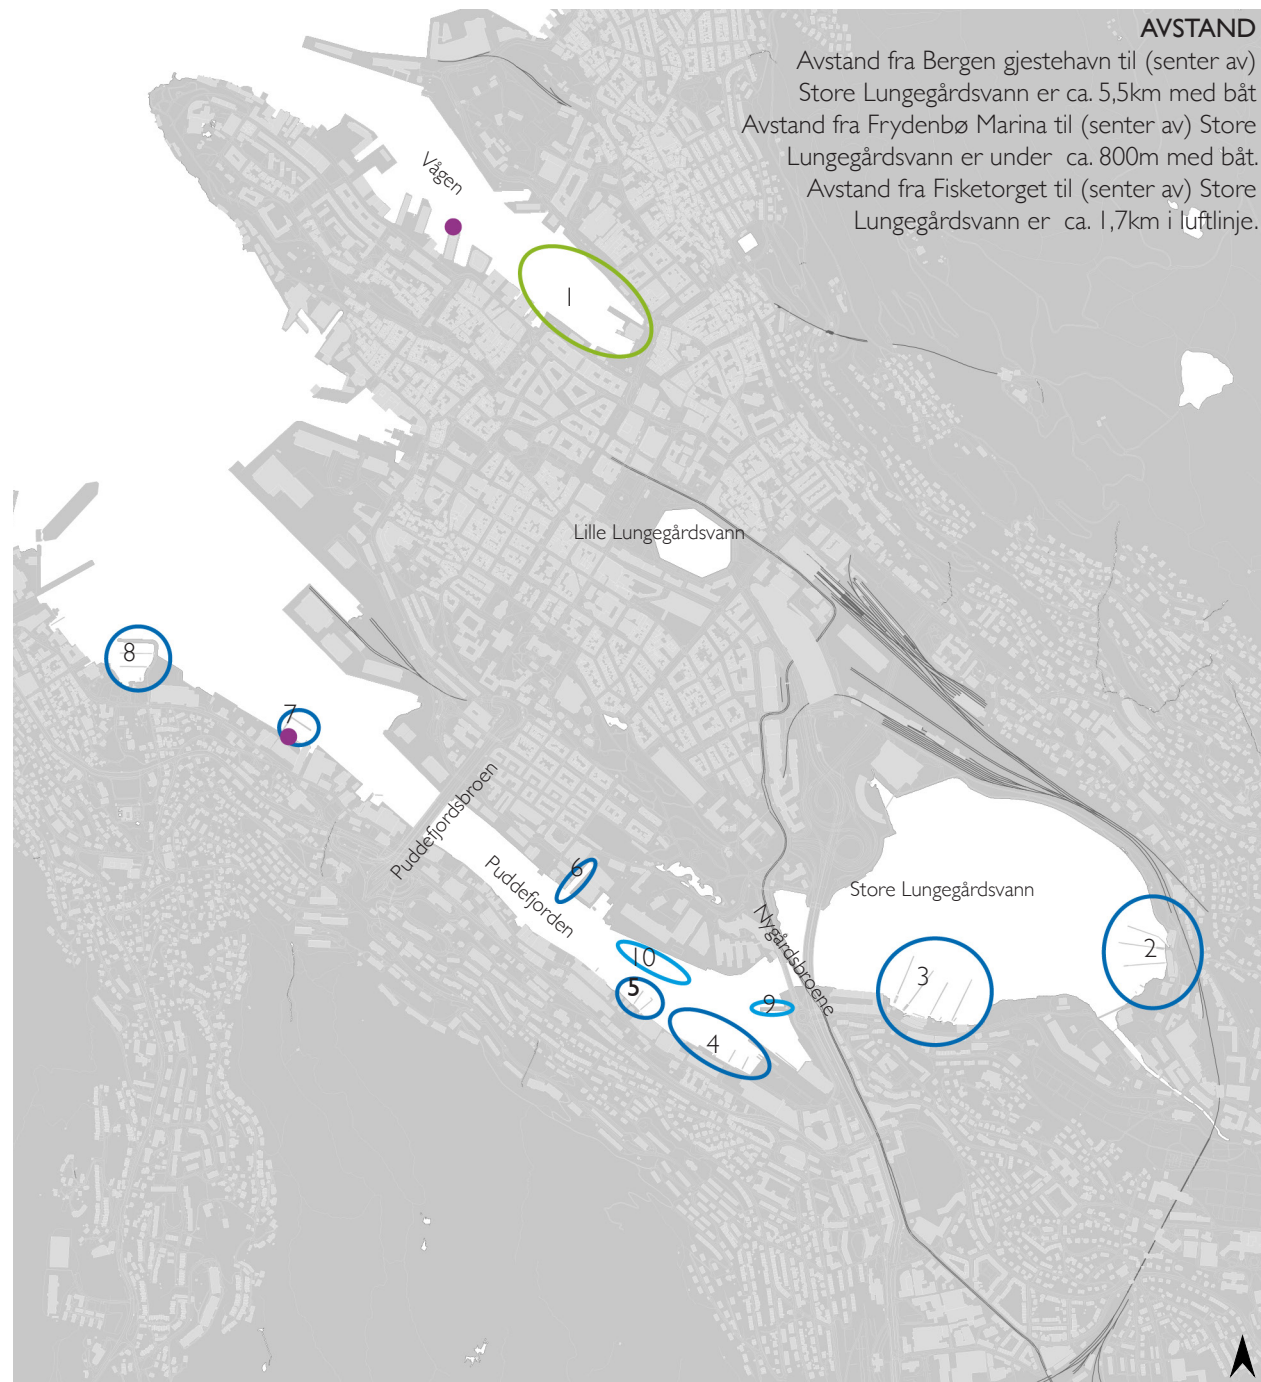 AVSTAND
Avstand fra Bergen gjestehavn til (senter av)
Store Lungegårdsvann er ca. 5,5km med båt
Avstand fra Frydenbø Marina til (senter av) Store
Lungegårdsvann er under  ca. 800m med båt.
Avstand fra Fisketorget til (senter av) Store
Lungegårdsvann er  ca. 1,7km i luftlinje.
Vågen
1
Lille Lungegårdsvann
8
7
Puddefjordsbroen
6
Puddefjorden
Store Lungegårdsvann
Nygårdsbroene
2
10
3
5
9
4